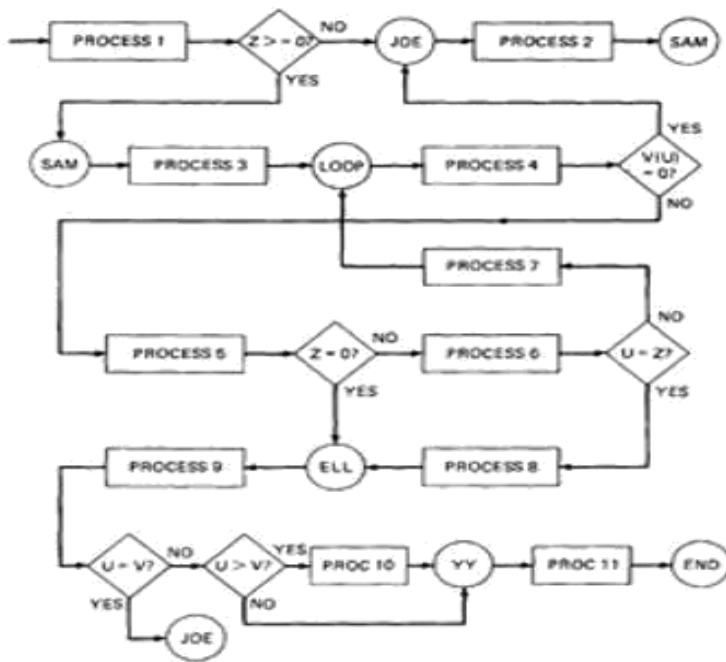 PROCESS 1
Z >= 0?
NO
JOE
PROCESS 2
SAM
YES
YES
SAM
PROCESS 3
LOOP
PROCESS 4
V(U)
= 0?
NO
PROCESS 7
NO
PROCESS 5
Z = 0?
NO
PROCESS 6
U = Z?
YES
YES
PROCESS 9
ELL
PROCESS 8
U = V?
NO
U > V?
YES
PROC 10
YY
PROC 11
END
YES
NO
JOE